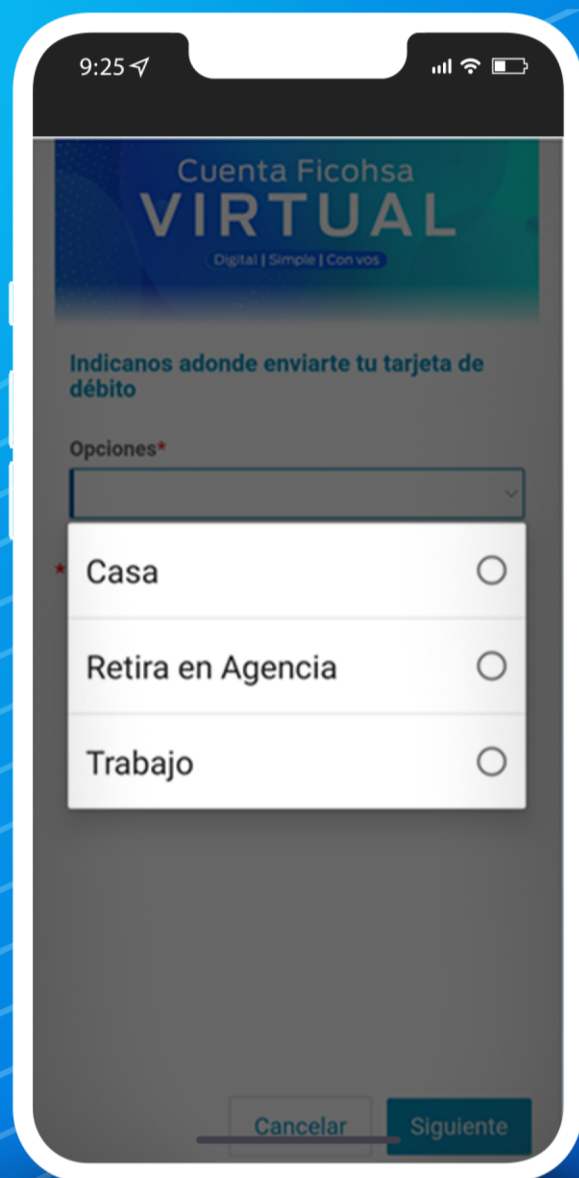 9:25
Cuenta Ficohsa
VIRTUAL
Digital | Simple | Con vos
Indicanos adonde enviarte tu tarjeta de
débito
Opciones*
*
Casa
Retira en Agencia
Trabajo
Cancelar
Siguiente